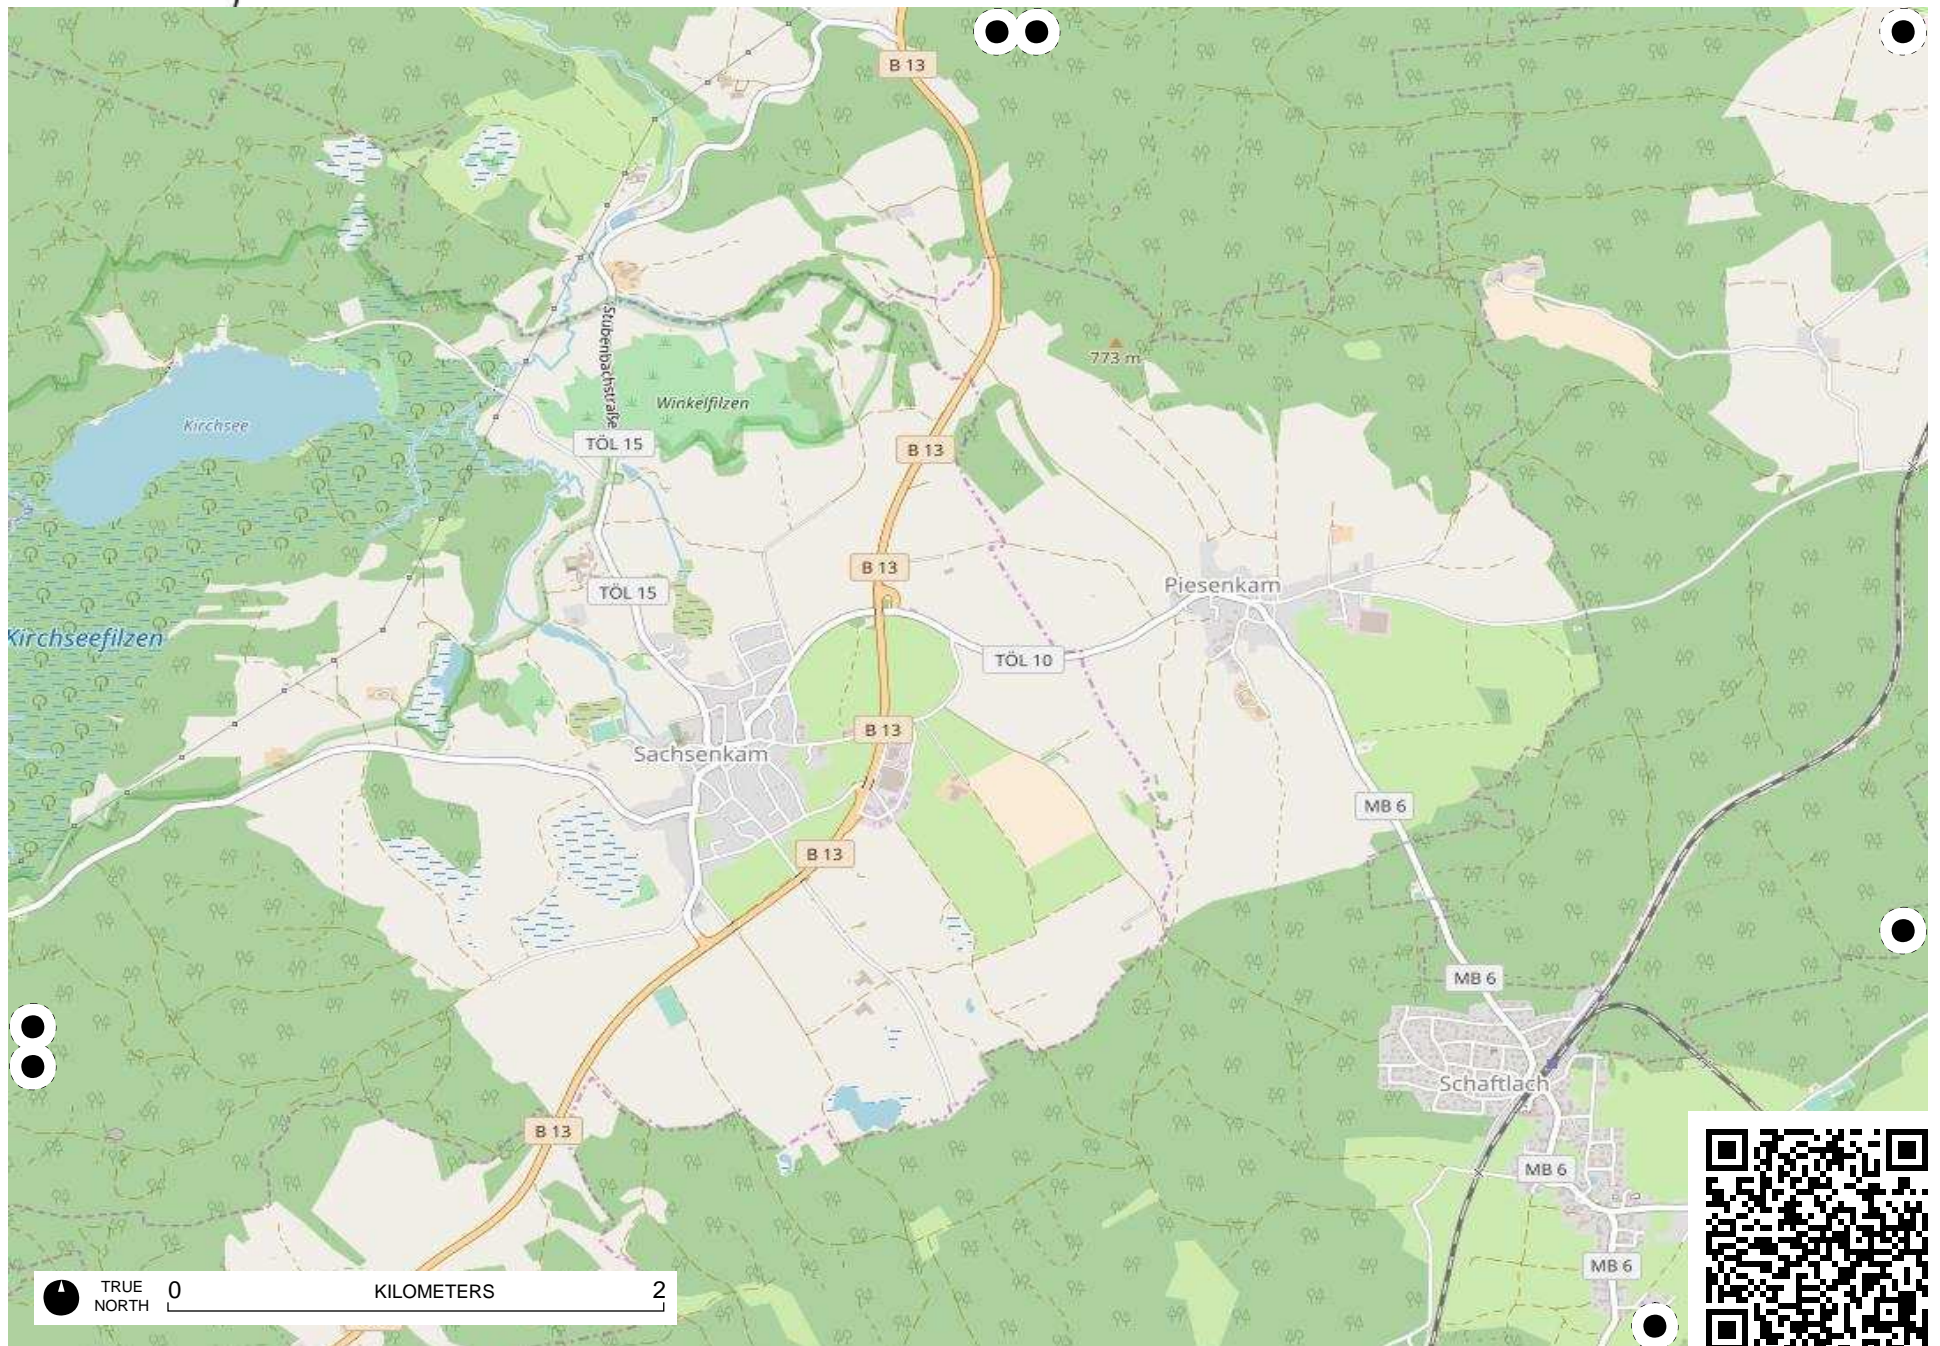 B 13
Stubenbachstraße
773 m
Winkelfilzen
Kirchsee
TÖL 15
B 13
B 13
Piesenkam
TÖL 15
Kirchseefilzen
TÖL 10
B 13
Sachsenkam
MB 6
B 13
MB 6
Schaftlach
B 13
MB 6
MB 6
TRUE NORTH
0 KILOMETERS 2